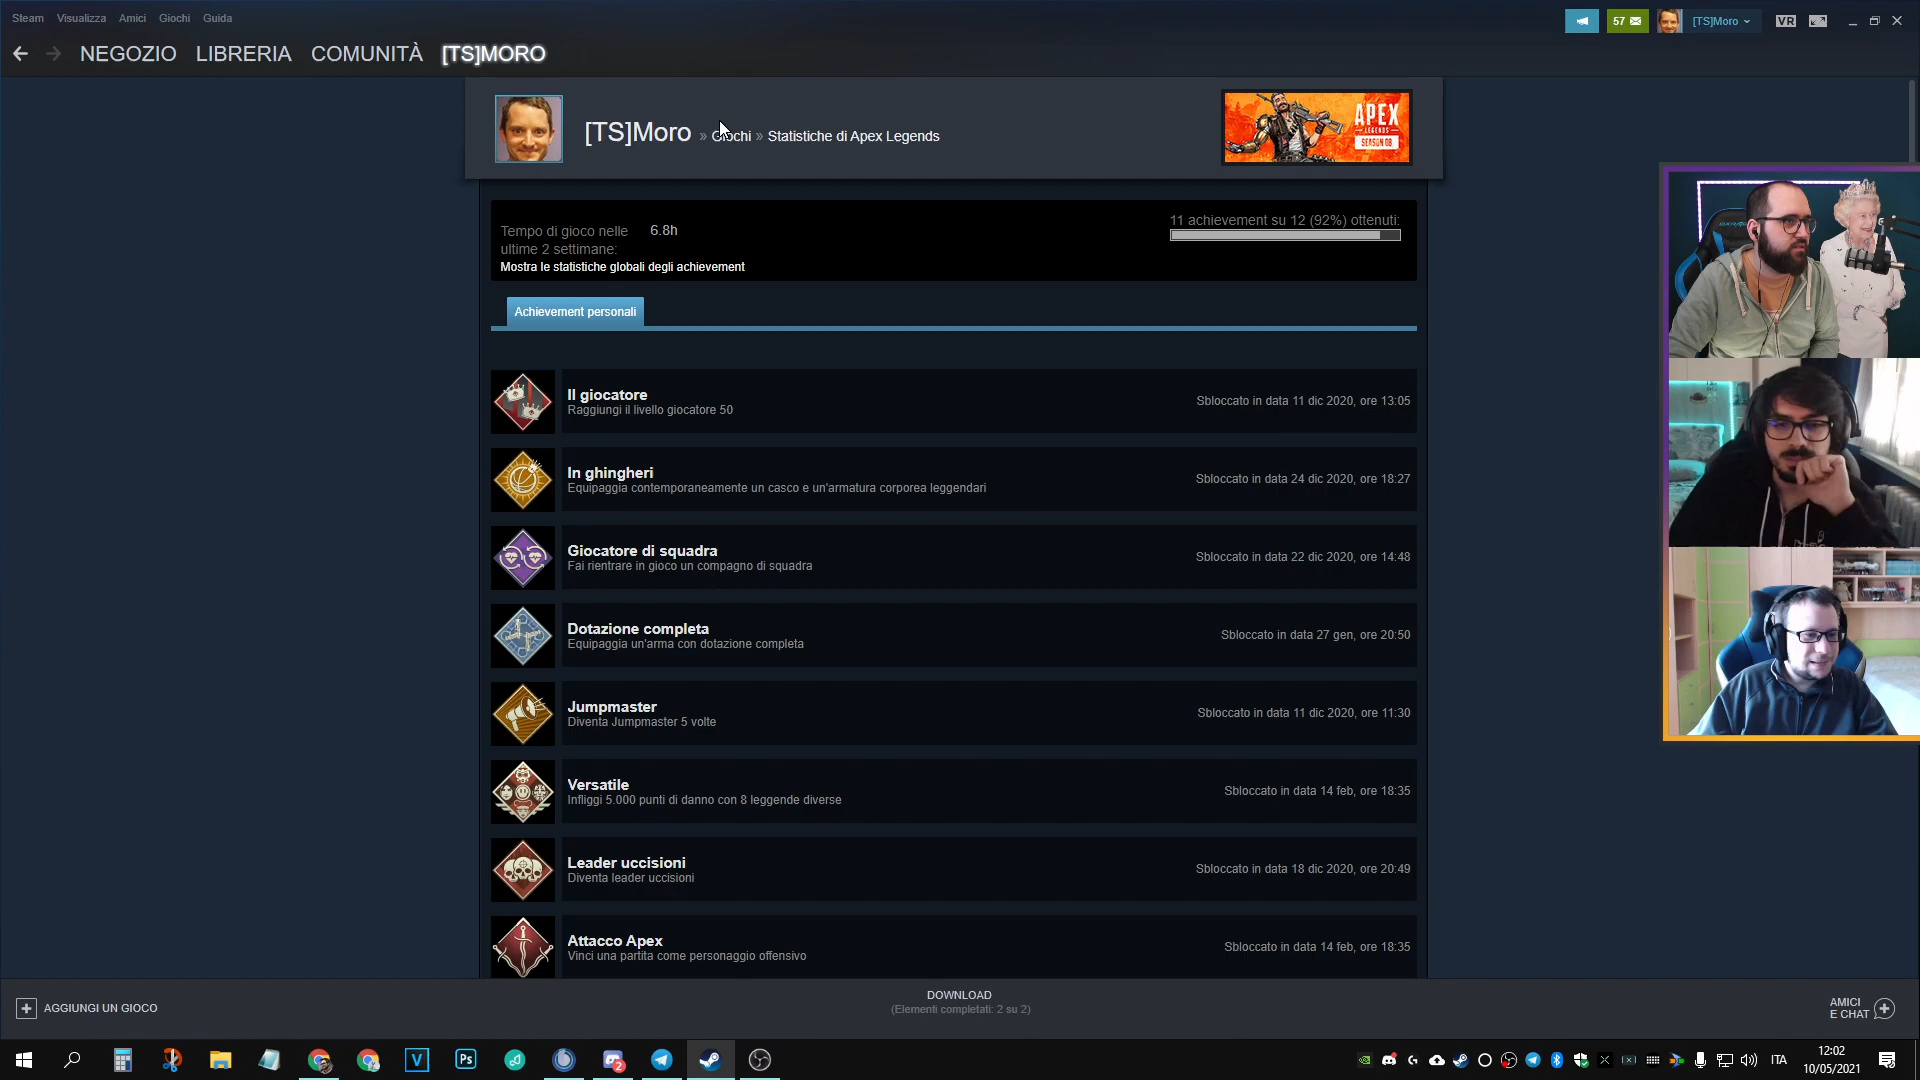 Steam Visualizza Amici Giochi Guida
57
[TS]Moro
VR
NEGOZIO LIBRERIA COMUNITÀ [TS]MORO
[TS]Moro » Giochi » Statistiche di Apex Legends
APEX
LEGENDS
SEASON 08
Tempo di gioco nelle
ultime 2 settimane:
6.8h
11 achievement su 12 (92%) ottenuti:
Mostra le statistiche globali degli achievement
Achievement personali
Il giocatore
Raggiungi il livello giocatore 50
Sbloccato in data 11 dic 2020, ore 13:05
In ghingheri
Equipaggia contemporaneamente un casco e un'armatura corporea leggendari
Sbloccato in data 24 dic 2020, ore 18:27
Giocatore di squadra
Fai rientrare in gioco un compagno di squadra
Sbloccato in data 22 dic 2020, ore 14:48
Dotazione completa
Equipaggia un'arma con dotazione completa
Sbloccato in data 27 gen, ore 20:50
Jumpmaster
Diventa Jumpmaster 5 volte
Sbloccato in data 11 dic 2020, ore 11:30
Versatile
Infliggi 5.000 punti di danno con 8 leggende diverse
Sbloccato in data 14 feb, ore 18:35
Leader uccisioni
Diventa leader uccisioni
Sbloccato in data 18 dic 2020, ore 20:49
Attacco Apex
Vinci una partita come personaggio offensivo
Sbloccato in data 14 feb, ore 18:35
AGGIUNGI UN GIOCO
DOWNLOAD
(Elementi completati: 2 su 2)
AMICI
E CHAT
V
Ps
2
ITA
12:02
10/05/2021